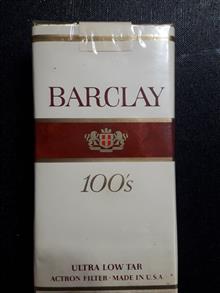 BARCLAY
100's
ULTRA LOW TAR
ACTRON FILTER · MADE IN U.S.A.